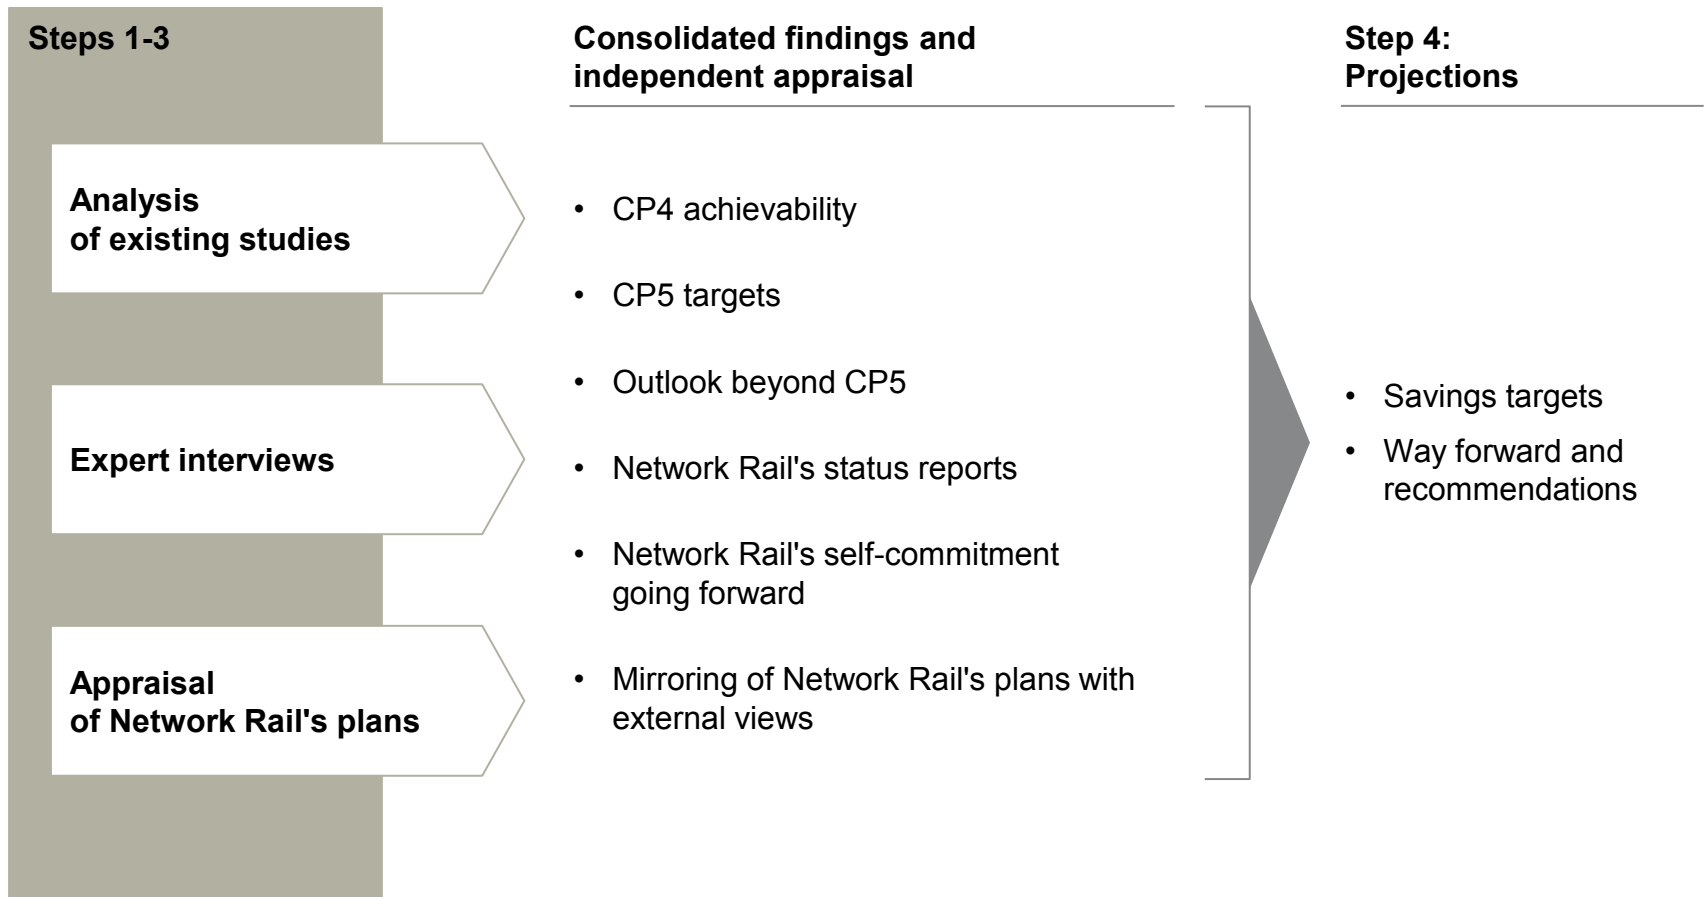 Steps 1-3
Analysis
of existing studies
Expert interviews
Appraisal
of Network Rail's plans
Consolidated findings and
independent appraisal
• CP4 achievability
• CP5 targets
• Outlook beyond CP5
• Network Rail's status reports
• Network Rail's self-commitment
going forward
• Mirroring of Network Rail's plans with
external views
Step 4:
Projections
• Savings targets
• Way forward and
recommendations